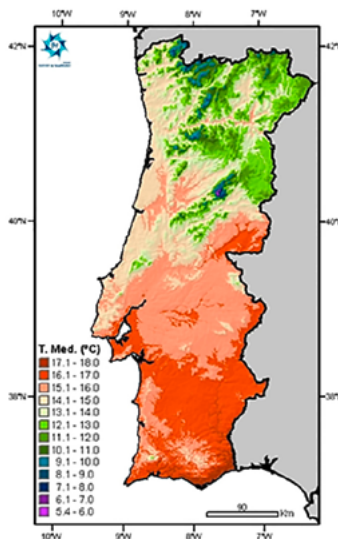 10°W 9°W 8°W 7°W
42°N 42°N
40°N 40°N
38°N 38°N
T. Med. (°C)
17.1 - 18.0
16.1 - 17.0
15.1 - 16.0
14.1 - 15.0
13.1 - 14.0
12.1 - 13.0
11.1 - 12.0
10.1 - 11.0
9.1 - 10.0
8.1 - 9.0
7.1 - 8.0
6.1 - 7.0
5.4 - 6.0
90
Km
10°W 9°W 8°W 7°W